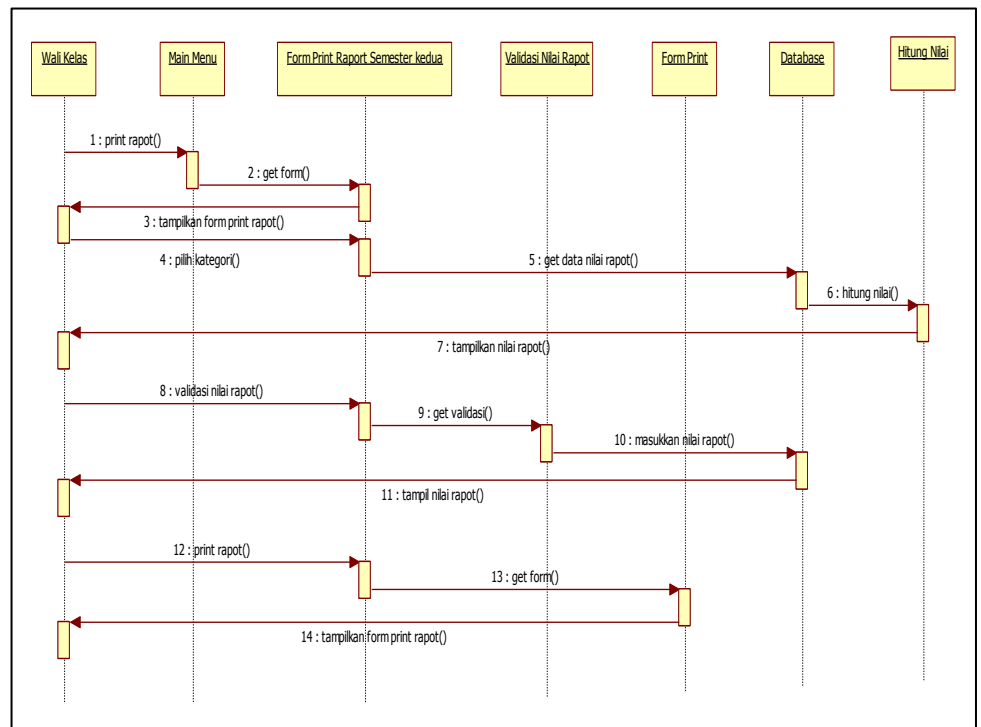 Wali Kelas
Main Menu
Form Print Raport Semester kedua
Validasi Nilai Rapot
Form Print
Database
Hitung Nilai
1 : print rapot()
2 : get form()
3 : tampilkan form print rapot()
4 : pilih kategori()
5 : get data nilai rapot()
6 : hitung nilai()
7 : tampilkan nilai rapot()
8 : validasi nilai rapot()
9 : get validasi()
10 : masukkan nilai rapot()
11 : tampil nilai rapot()
12 : print rapot()
13 : get form()
14 : tampilkan form print rapot()